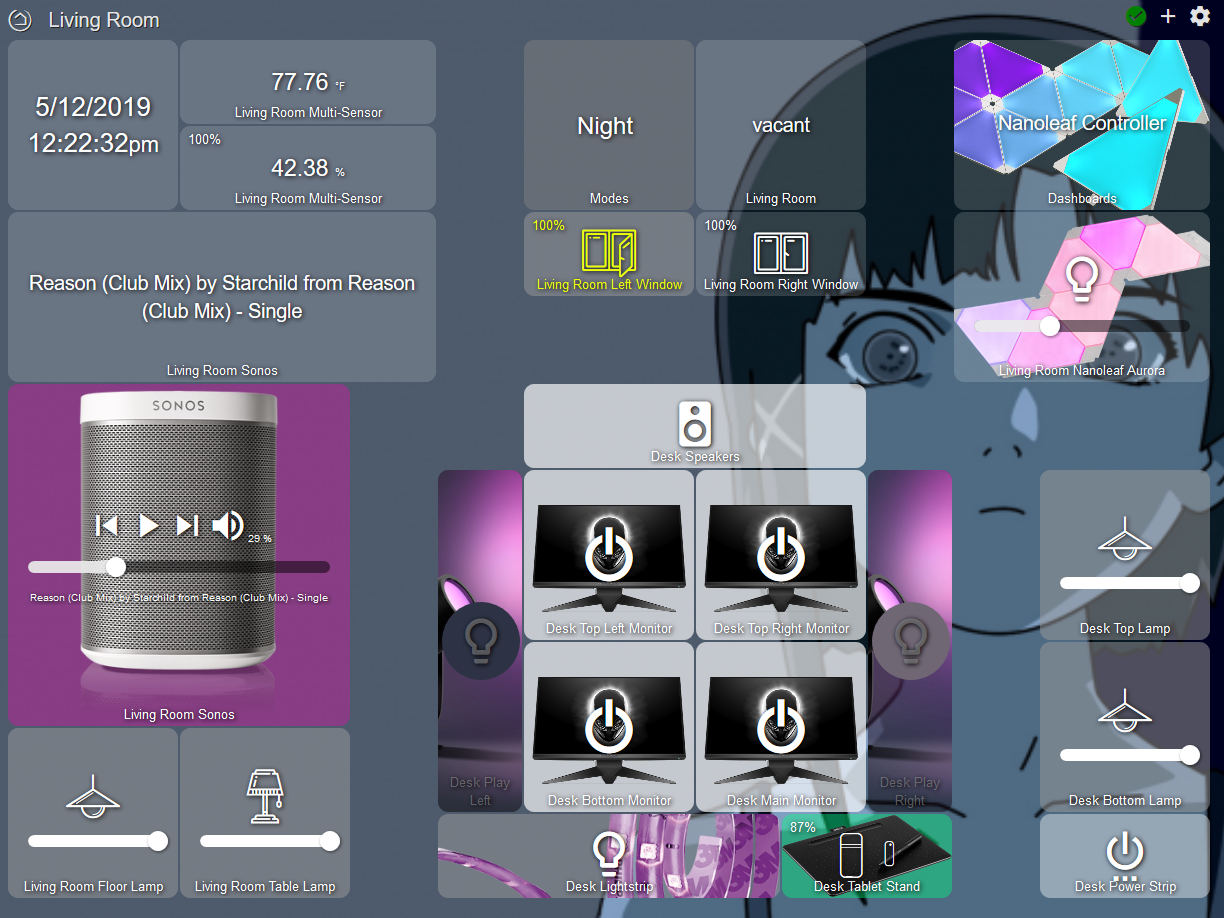 Living Room
5/12/2019
12:22:32pm
77.76 °F
Living Room Multi-Sensor
100%
42.38 %
Living Room Multi-Sensor
Night
Modes
vacant
Living Room
Nanoleaf Controller
Dashboards
Reason (Club Mix) by Starchild from Reason
(Club Mix) - Single
Living Room Sonos
100%
Living Room Left Window
100%
Living Room Right Window
Living Room Nanoleaf Aurora
SONOS
29 %
Reason (Club Mix) by Starchild from Reason (Club Mix) - Single
Living Room Sonos
Desk Speakers
Desk Top Left Monitor
Desk Top Right Monitor
Desk Top Lamp
Desk Play
Left
Desk Bottom Monitor
Desk Main Monitor
Desk Play
Right
Desk Bottom Lamp
Living Room Floor Lamp
Living Room Table Lamp
Desk Lightstrip
87%
Desk Tablet Stand
Desk Power Strip